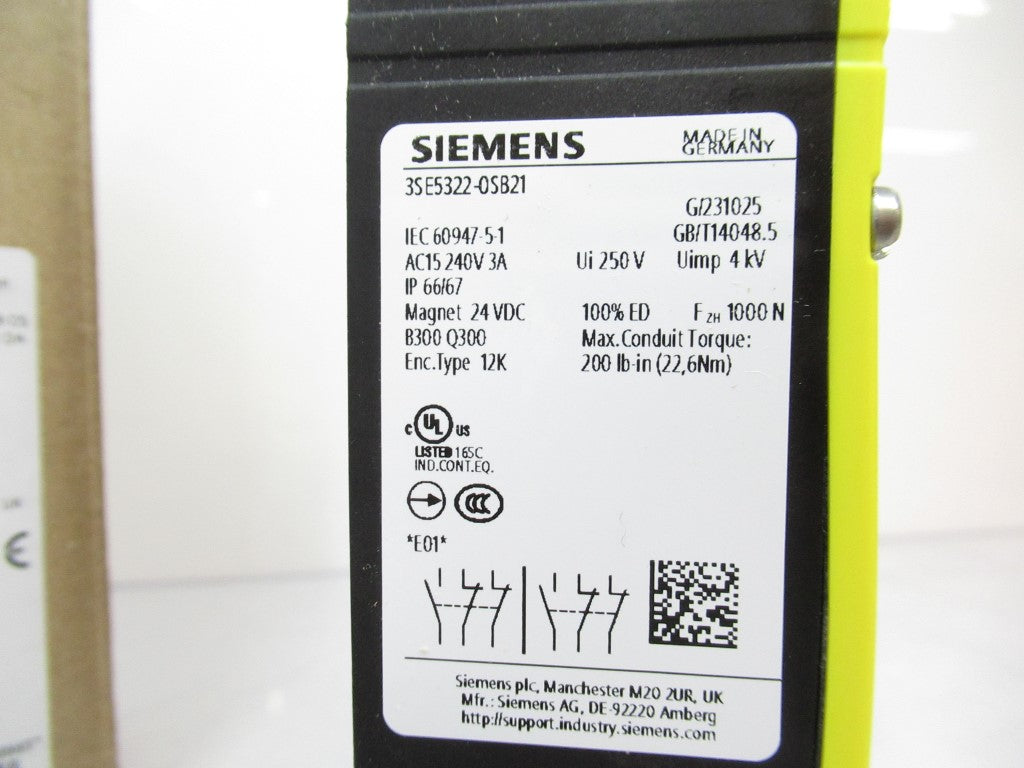 SIEMENS
MADE IN GERMANY
3SE5322-0SB21
G/231025
IEC 60947-5-1 GB/T14048.5
AC15 240V 3A Ui 250 V Uimp 4 kV
IP 66/67
Magnet 24 VDC 100% ED F2H 1000 N
B300 Q300 Max. Conduit Torque:
Enc.Type 12K 200 lb-in (22,6Nm)
c UL us
LISTED 165C
IND.CONT.EQ.
CCC
*E01*
Siemens plc, Manchester M20 2UR, UK
Mfr.: Siemens AG, DE-92220 Amberg
http://support.industry.siemens.com
CE